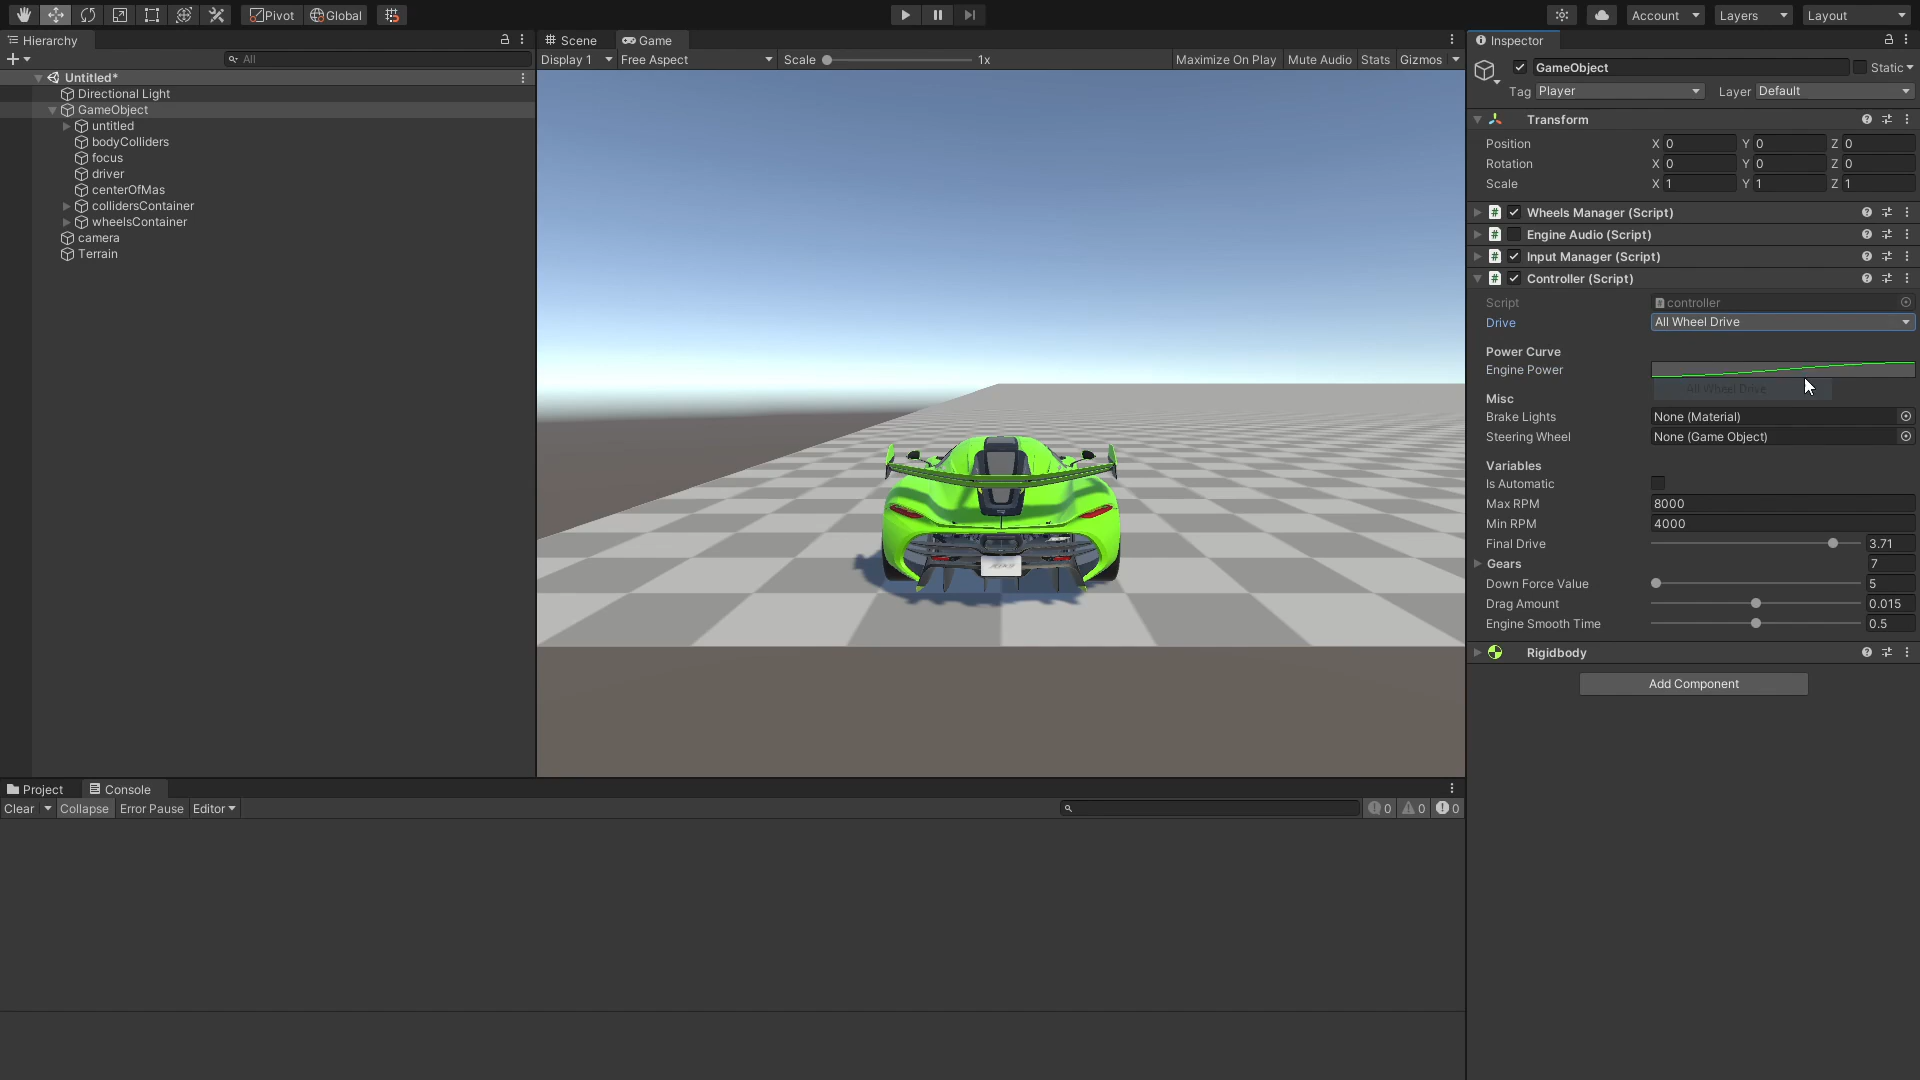 Pivot Global Account Layers Layout
Hierarchy
All
Untitled*
Directional Light
GameObject
untitled
bodyColliders
focus
driver
centerOfMas
collidersContainer
wheelsContainer
camera
Terrain
Scene Game
Display 1 Free Aspect Scale 1x Maximize On Play Mute Audio Stats Gizmos
Inspector
GameObject Static
Tag Player Layer Default
Transform
Position X 0 Y 0 Z 0
Rotation X 0 Y 0 Z 0
Scale X 1 Y 1 Z 1
# Wheels Manager (Script)
# Engine Audio (Script)
# Input Manager (Script)
# Controller (Script)
Script # controller
Drive All Wheel Drive
Power Curve
Engine Power
All Wheel Drive
Misc
Brake Lights None (Material)
Steering Wheel None (Game Object)
Variables
Is Automatic
Max RPM 8000
Min RPM 4000
Final Drive 3.71
Gears 7
Down Force Value 5
Drag Amount 0.015
Engine Smooth Time 0.5
Rigidbody
Add Component
Project Console
Clear Collapse Error Pause Editor 0 0 0